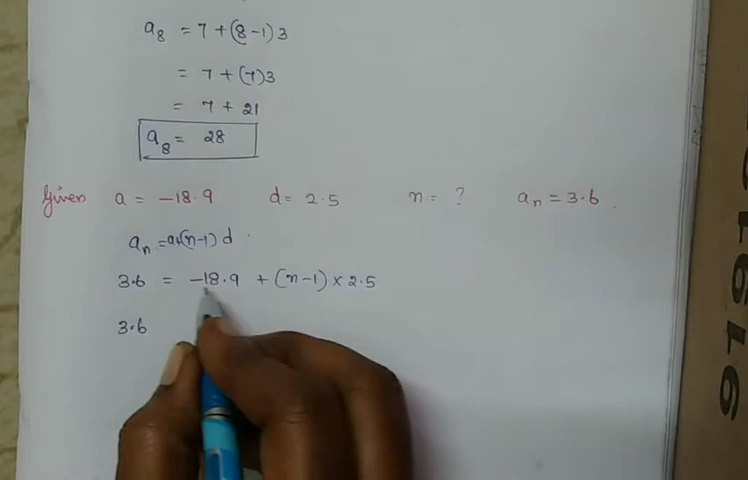 a₈ = 7 + (8-1)3
= 7 + (7)3
= 7 + 21
a₈ = 28
Given a = -18.9 d = 2.5 n = ? aₙ = 3.6.
aₙ = a+(n-1)d.
3.6 = -18.9 + (n-1) × 2.5
3.6